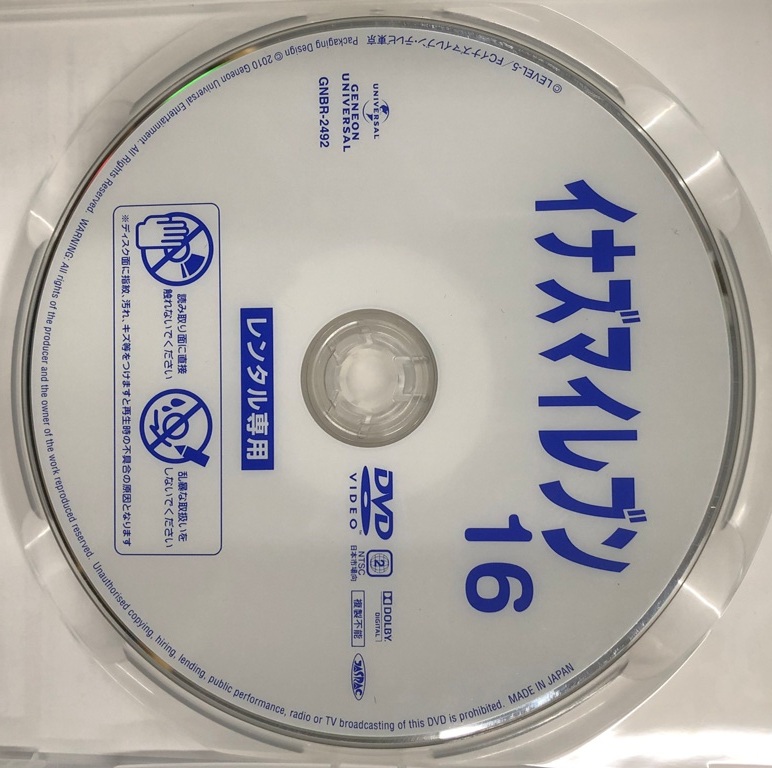 イナズマイレブン
16
UNIVERSAL
GENEON
UNIVERSAL
GNBR-2492
DVD
VIDEO™
2
NTSC
日本市場向
DOLBY
DIGITAL
複製不能
JASRAC
レンタル専用
読み取り面に直接
触れないでください
乱暴な取扱いを
しないでください
※ディスク面に指紋、汚れ、キズ等をつけますと再生時の不具合の原因となります
©LEVEL-5/FCイナズマイレブン・テレビ東京 Packaging Design © 2010 Geneon Universal Entertainment. All Rights Reserved. WARNING: All rights of the producer and the owner of the work reproduced reserved. Unauthorised copying, hiring, lending, public performance, radio or TV broadcasting of this DVD is prohibited. MADE IN JAPAN